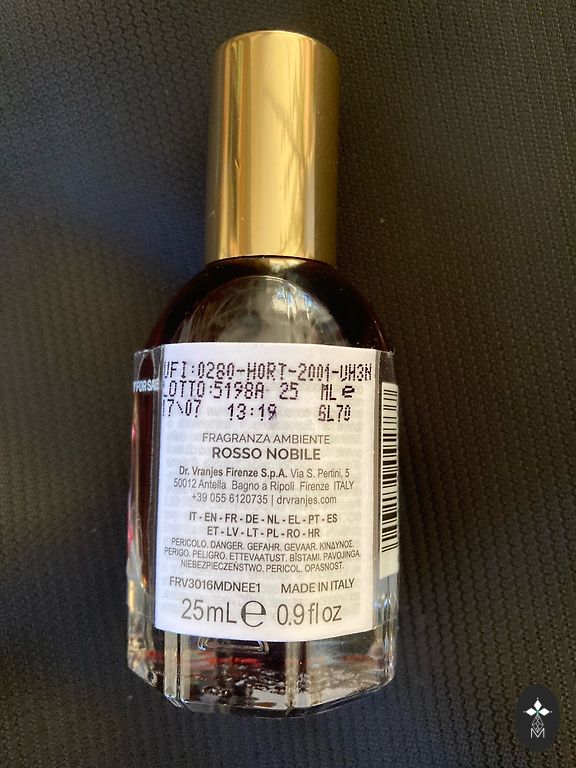 UFI:0280-H0RT-2001-VH3N
LOTTO:5198A 25 ML e
17\07 13:19 GL70
FOR SALE
FRAGRANZA AMBIENTE
ROSSO NOBILE
Dr. Vranjes Firenze S.p.A. Via S. Pertini, 5
50012 Antella Bagno a Ripoli Firenze ITALY
+39 055 6120735 | drvranjes.com
IT - EN - FR - DE - NL - EL - PT - ES
ET - LV - LT - PL - RO - HR
PERICOLO. DANGER. GEFAHR. GEVAAR. ΚΙΝΔΥΝΟΣ.
PERIGO. PELIGRO. ETTEVAATUST. BĪSTAMI. PAVOJINGA.
NIEBEZPIECZEŃSTWO. PERICOL. OPASNOST.
FRV3016MDNEE1 MADE IN ITALY
25mL ℮ 0.9 fl oz
M